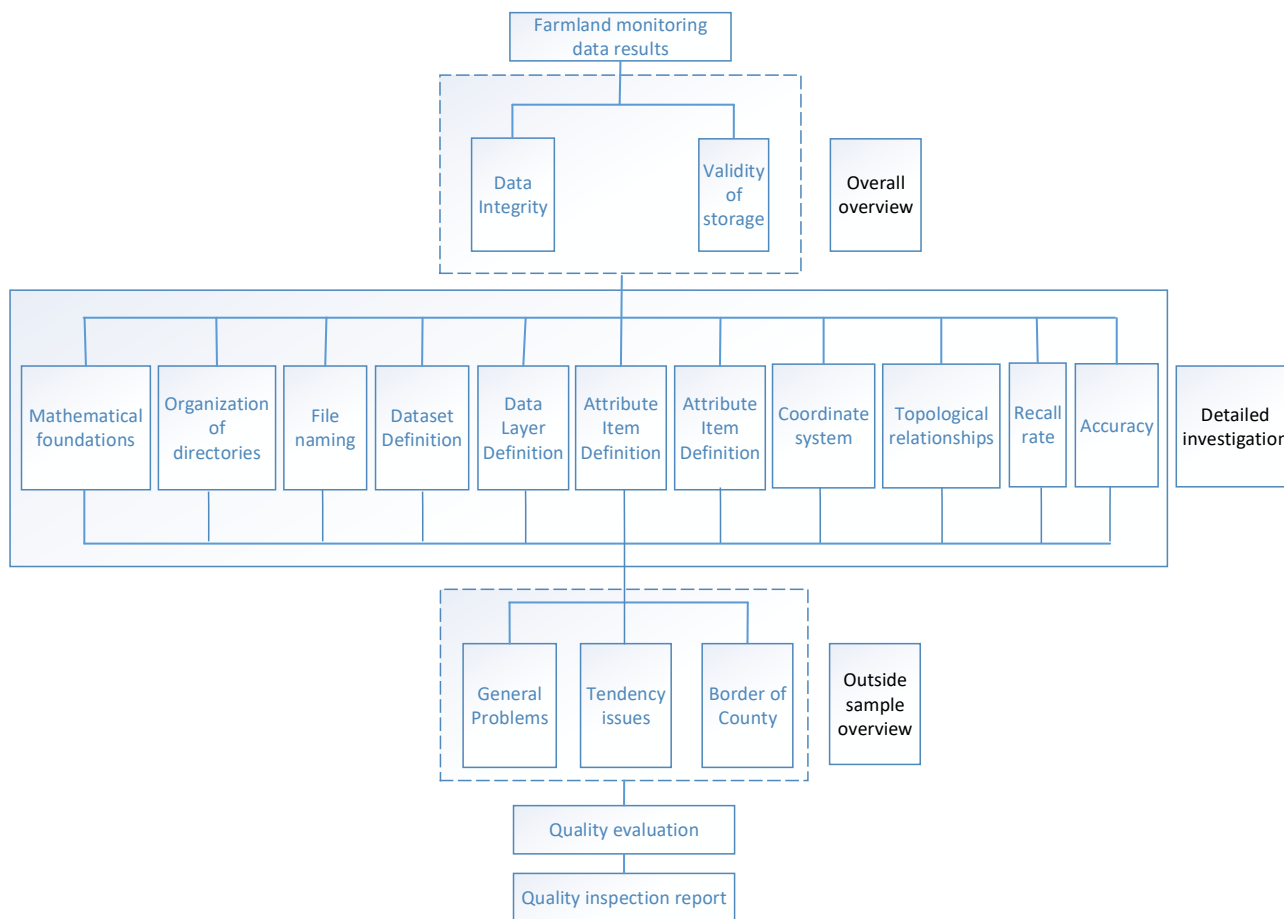 Farmland monitoring
data results
Data
Integrity
Validity
of
storage
Overall
overview
Mathematical
foundations
Organization
of
directories
File
naming
Dataset
Definition
Data
Layer
Definition
Attribute
Item
Definition
Attribute
Item
Definition
Coordinate
system
Topological
relationships
Recall
rate
Accuracy
Detailed
investigation
General
Problems
Tendency
issues
Border of
County
Outside
sample
overview
Quality evaluation
Quality inspection report